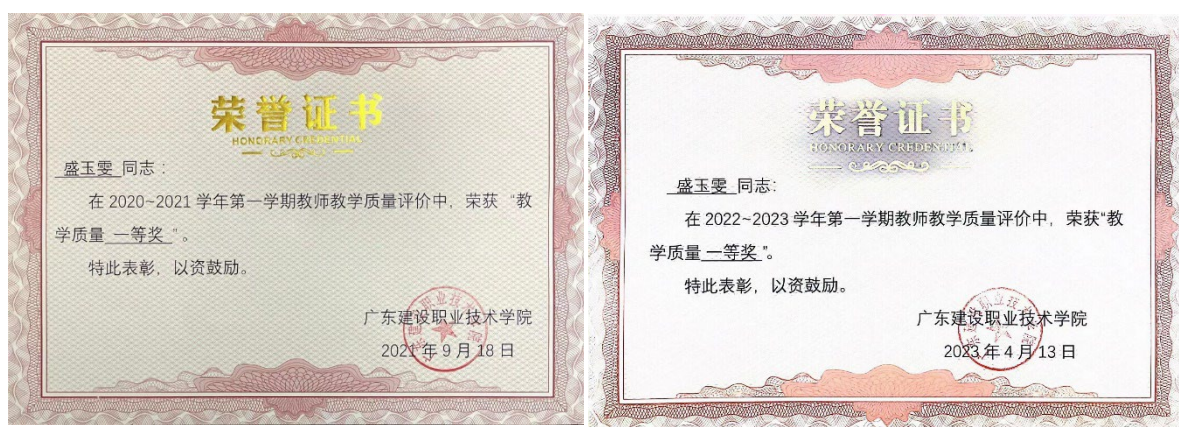 荣誉证书
HONORARY CREDENTIAL
盛玉雯 同志：
在 2020~2021 学年第一学期教师教学质量评价中，荣获 “教
学质量 一等奖 ”。
特此表彰，以资鼓励。
广东建设职业技术学院
2021 年 9 月 18 日
荣誉证书
HONORARY CREDENTIAL
盛玉雯 同志:
在 2022~2023 学年第一学期教师教学质量评价中，荣获“教
学质量 一等奖 ”。
特此表彰，以资鼓励。
广东建设职业技术学院
2023 年 4 月 13 日